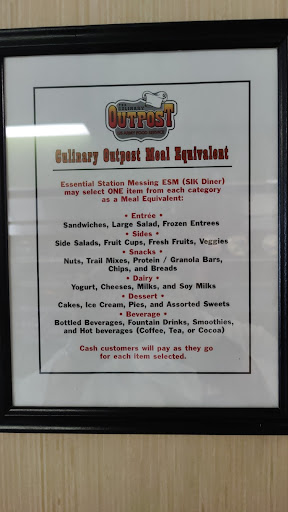 THE CULINARY
OUTPOST
Culinary Outpost Meal Equivalent
Essential Station Messing ESM (SIK Diner)
may select ONE item from each category
as a Meal Equivalent:
• Entrée •
Sandwiches, Large Salad, Frozen Entrees
• Sides •
Side Salads, Fruit Cups, Fresh Fruits, Veggies
• Snacks •
Nuts, Trail Mixes, Protein / Granola Bars,
Chips, and Breads
• Dairy •
Yogurt, Cheeses, Milks, and Soy Milks
• Dessert •
Cakes, Ice Cream, Pies, and Assorted Sweets
• Beverage •
Bottled Beverages, Fountain Drinks, Smoothies,
and Hot beverages (Coffee, Tea, or Cocoa)
Cash customers will pay as they go
for each item selected.